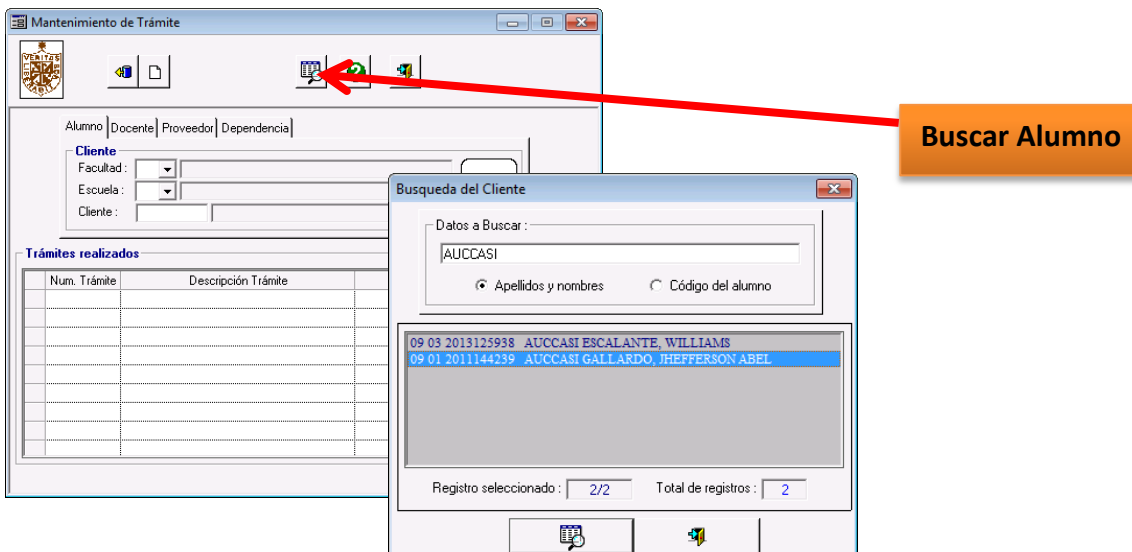 Mantenimiento de Trámite
Alumno Docente Proveedor Dependencia
Cliente
Facultad :
Escuela :
Cliente :
Trámites realizados
Num. Trámite Descripción Trámite
Buscar Alumno
Busqueda del Cliente
Datos a Buscar :
AUCCASI
Apellidos y nombres Código del alumno
09 03 2013125938 AUCCASI ESCALANTE, WILLIAMS
09 01 2011144239 AUCCASI GALLARDO, JHEFFERSON ABEL
Registro seleccionado : 2/2 Total de registros : 2